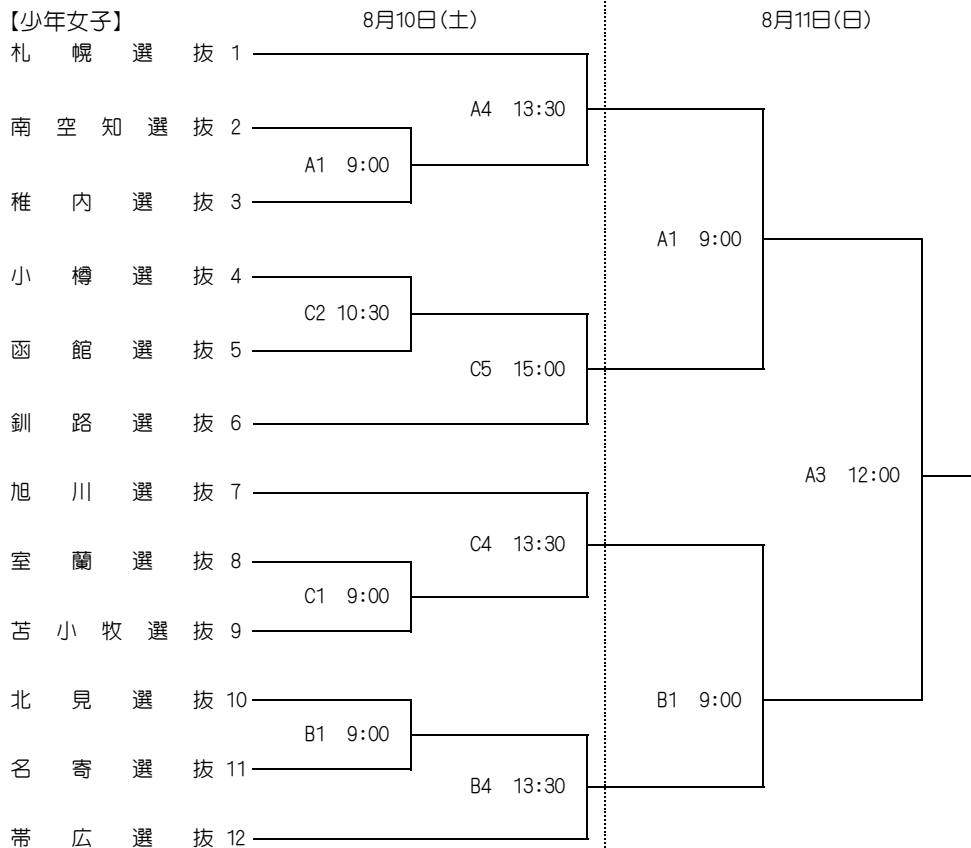 【少年女子】 8月10日(土) 8月11日(日)
札幌選抜 1
A4 13:30
南空知選抜 2
A1 9:00
稚内選抜 3
A1 9:00
小樽選抜 4
C2 10:30
函館選抜 5
C5 15:00
釧路選抜 6
A3 12:00
旭川選抜 7
C4 13:30
室蘭選抜 8
C1 9:00
苫小牧選抜 9
北見選抜 10
B1 9:00
B1 9:00
名寄選抜 11
B4 13:30
帯広選抜 12